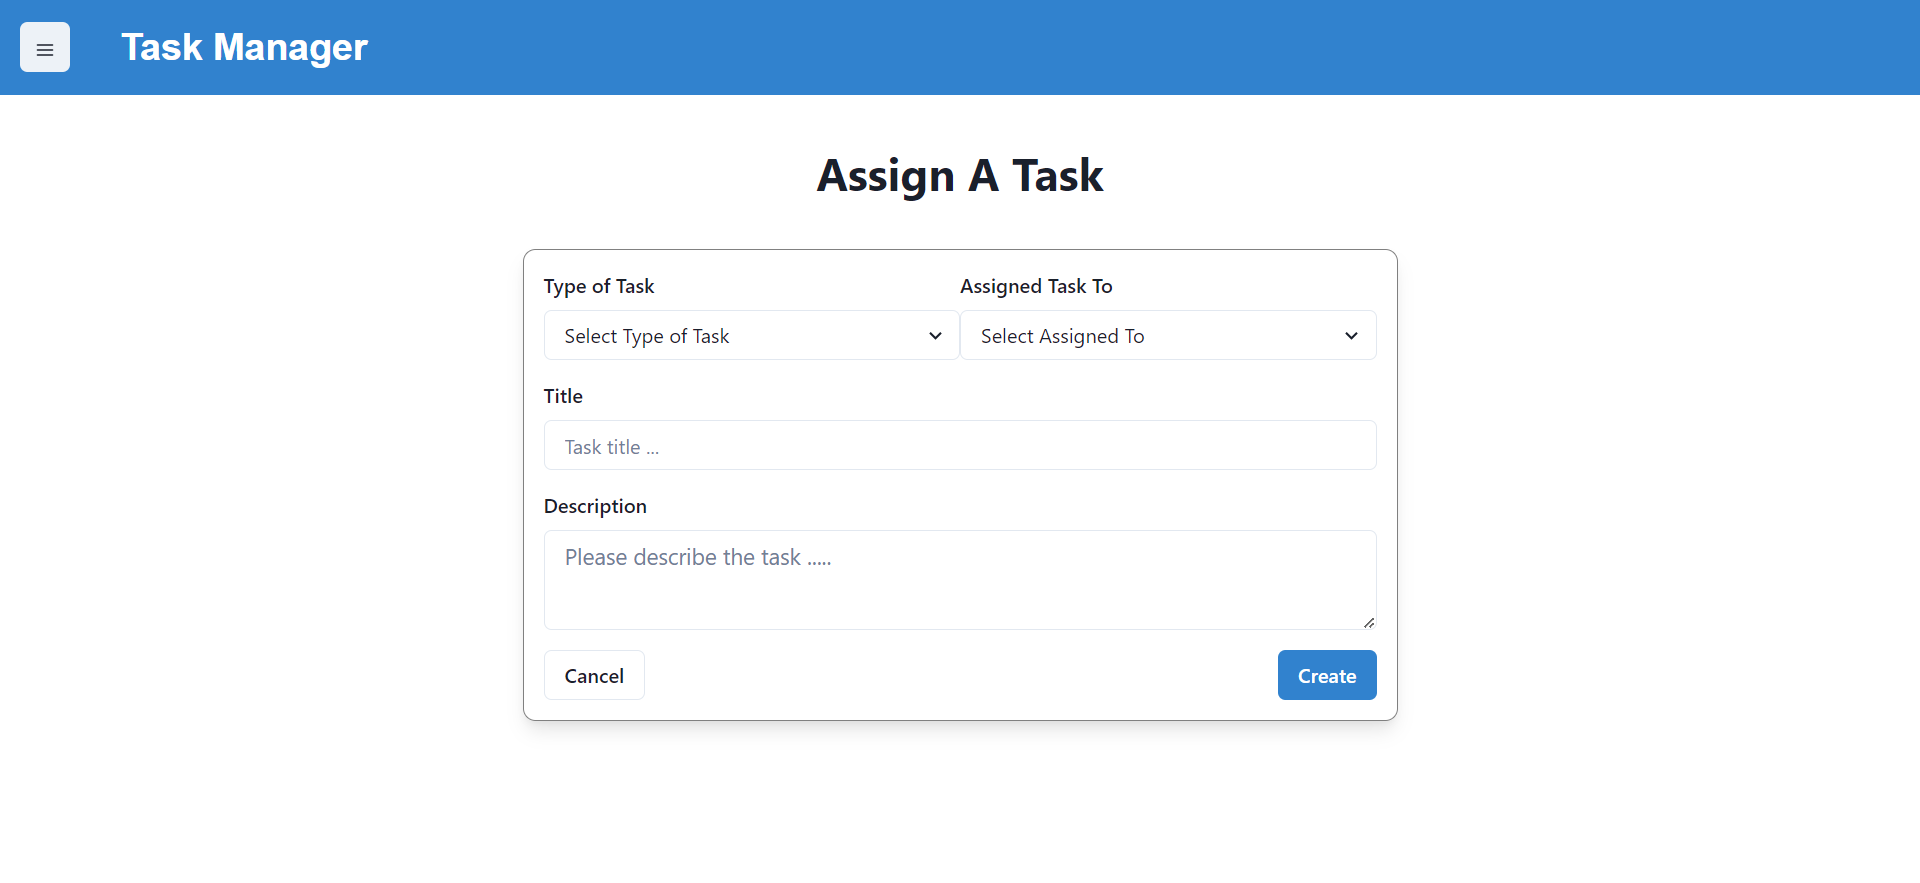 Task Manager
Assign A Task
Type of Task
Assigned Task To
Select Type of Task
Select Assigned To
Title
Task title ...
Description
Please describe the task .....
Cancel
Create